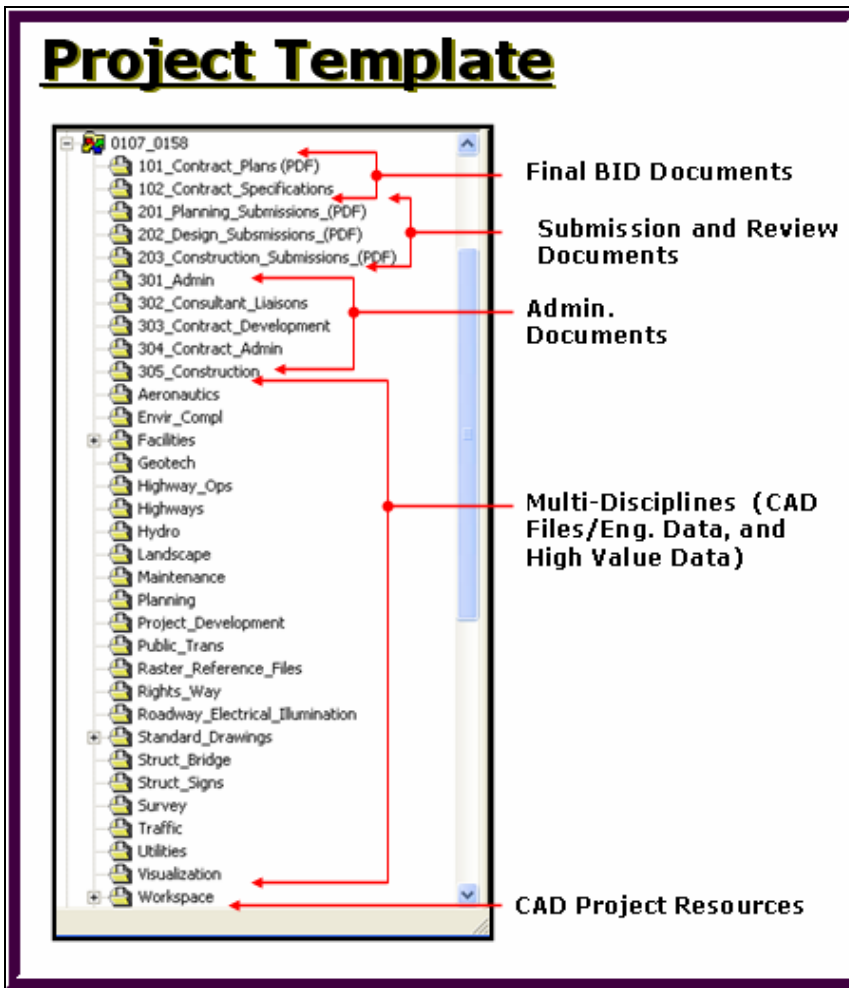 Project Template
0107_0158
101_Contract_Plans (PDF)
102_Contract_Specifications
201_Planning_Submissions_(PDF)
202_Design_Subsmissions_(PDF)
203_Construction_Submissions_(PDF)
301_Admin
302_Consultant_Liaisons
303_Contract_Development
304_Contract_Admin
305_Construction
Aeronautics
Envir_Compl
Facilities
Geotech
Highway_Ops
Highways
Hydro
Landscape
Maintenance
Planning
Project_Development
Public_Trans
Raster_Reference_Files
Rights_Way
Roadway_Electrical_Illumination
Standard_Drawings
Struct_Bridge
Struct_Signs
Survey
Traffic
Utilities
Visualization
Workspace
Final BID Documents
Submission and Review
Documents
Admin.
Documents
Multi-Disciplines (CAD
Files/Eng. Data, and
High Value Data)
CAD Project Resources